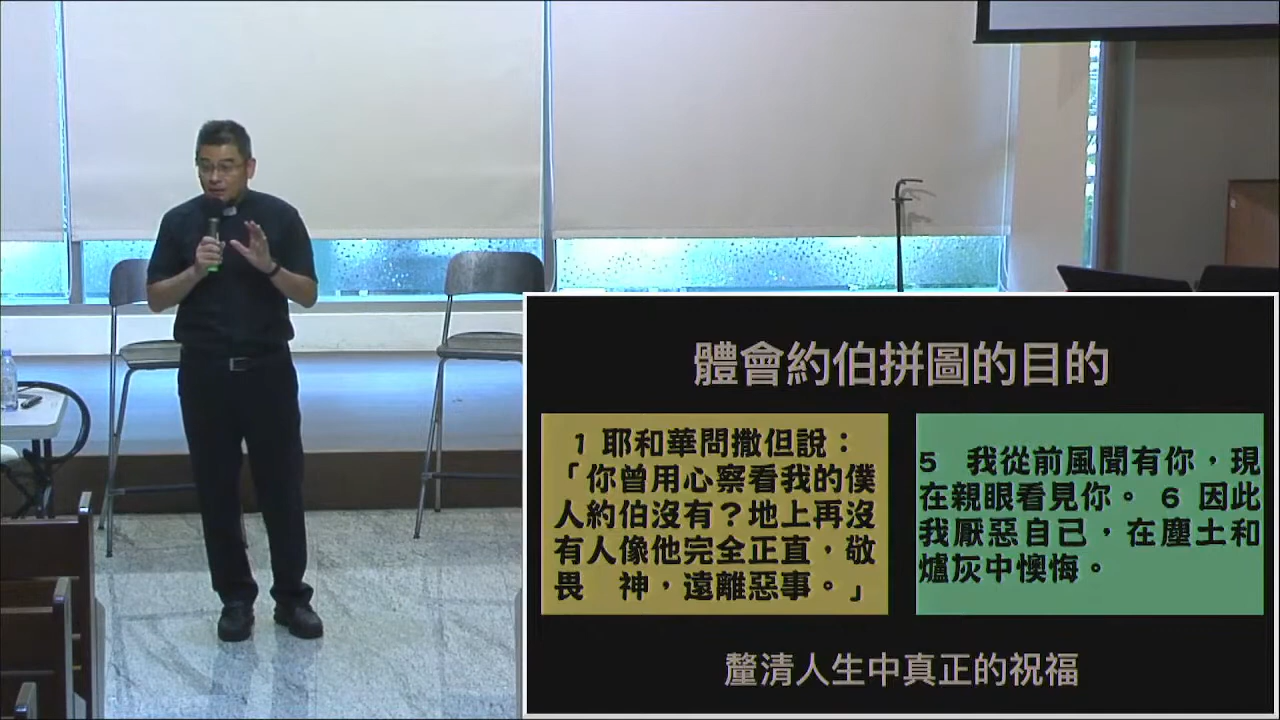 體會約伯拼圖的目的
1 耶和華問撒但說：
「你曾用心察看我的僕
人約伯沒有？地上再沒
有人像他完全正直，敬
畏　神，遠離惡事。」
5　我從前風聞有你，現
在親眼看見你。 6 因此
我厭惡自己，在塵土和
爐灰中懊悔。
釐清人生中真正的祝福